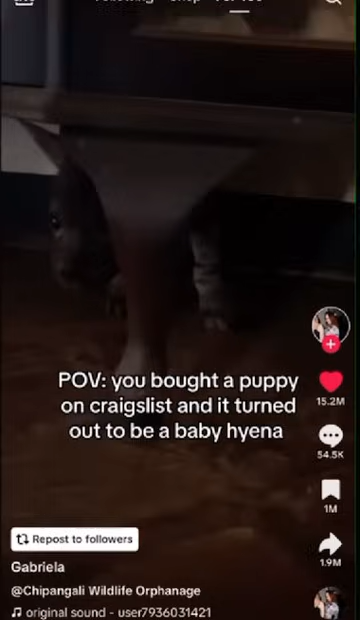 POV: you bought a puppy
on craigslist and it turned
out to be a baby hyena
15.2M
54.5K
1M
1.9M
Repost to followers
Gabriela
@Chipangali Wildlife Orphanage
original sound - user7936031421